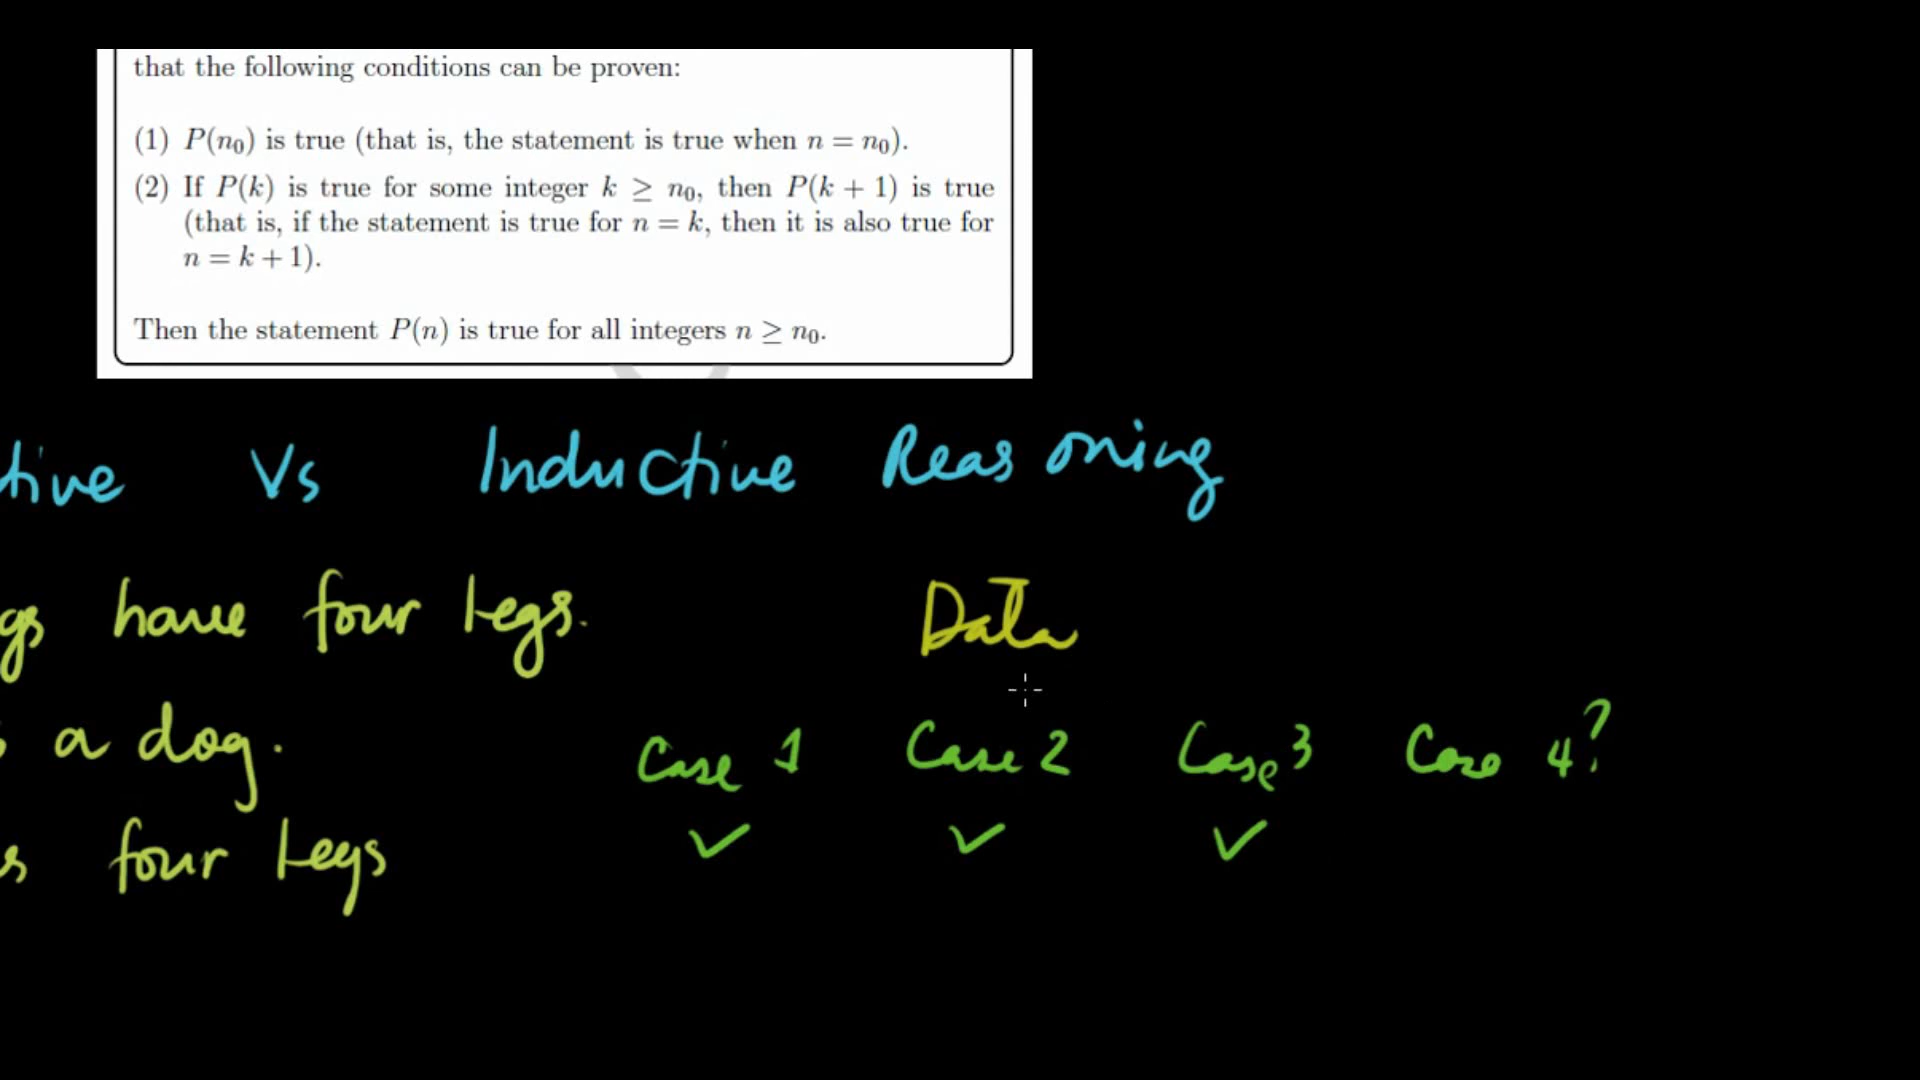 that the following conditions can be proven:
(1) P(n₀) is true (that is, the statement is true when n = n₀).
(2) If P(k) is true for some integer k ≥ n₀, then P(k + 1) is true
(that is, if the statement is true for n = k, then it is also true for
n = k + 1).
Then the statement P(n) is true for all integers n ≥ n₀.
tive Vs Inductive Reasoning
gs have four legs.
s a dog.
s four legs
Data
Case 1 Case 2 Case 3 Case 4?
✓ ✓ ✓